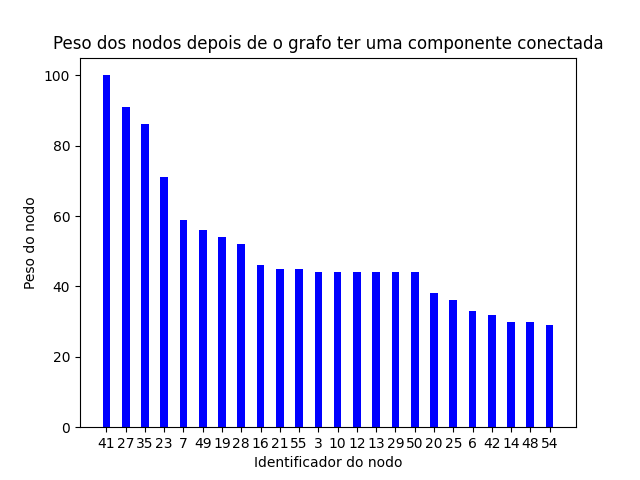 Peso dos nodos depois de o grafo ter uma componente conectada
100
80
60
40
20
0
Peso do nodo
41 27 35 23 7 49 19 28 16 21 55 3 10 12 13 29 50 20 25 6 42 14 48 54
Identificador do nodo